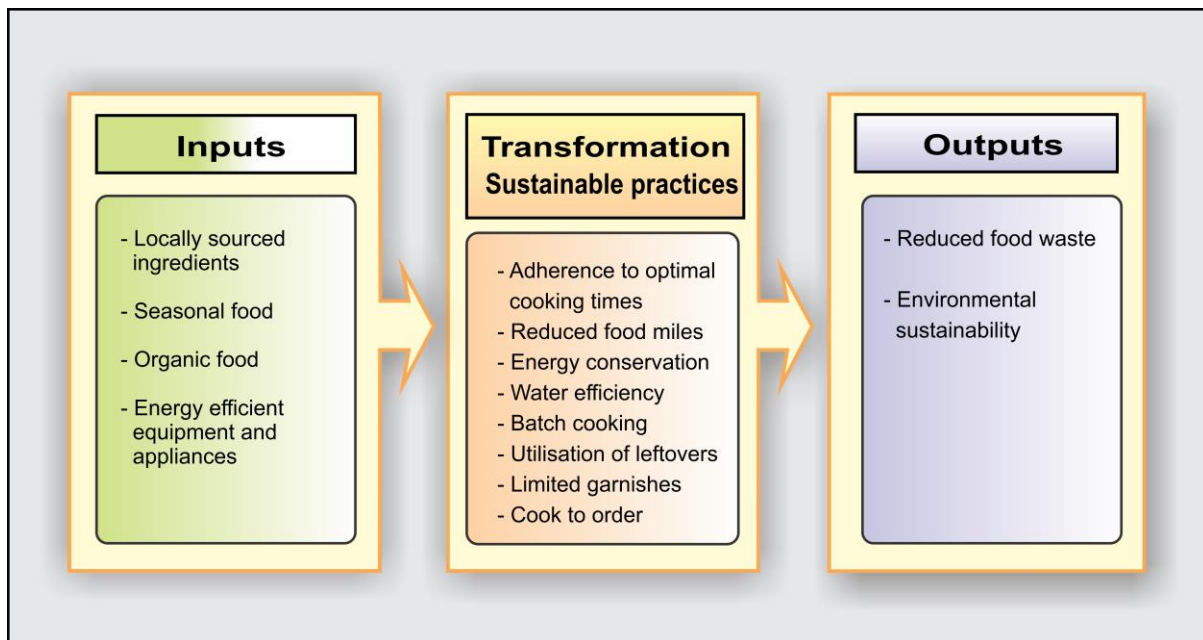 Inputs
- Locally sourced
ingredients
- Seasonal food
- Organic food
- Energy efficient
equipment and
appliances
Transformation
Sustainable practices
- Adherence to optimal
cooking times
- Reduced food miles
- Energy conservation
- Water efficiency
- Batch cooking
- Utilisation of leftovers
- Limited garnishes
- Cook to order
Outputs
- Reduced food waste
- Environmental
sustainability